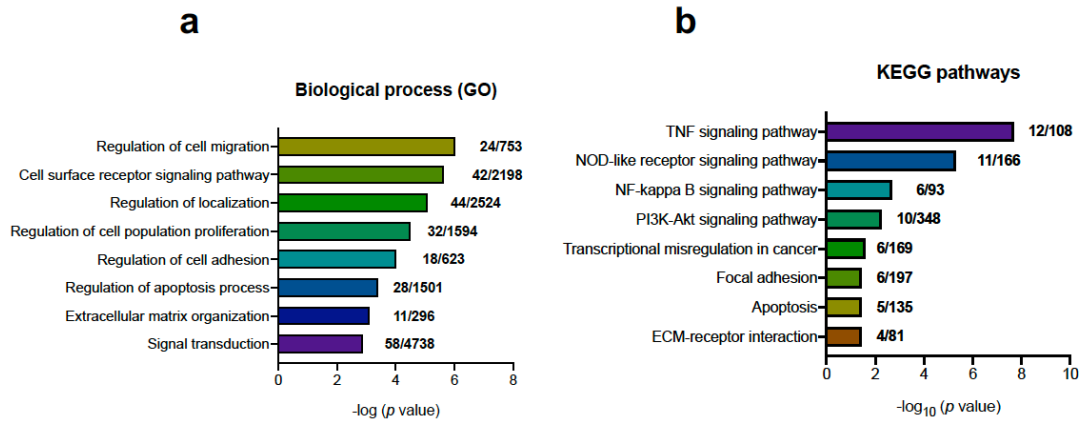 a
Biological process (GO)
Regulation of cell migration 24/753
Cell surface receptor signaling pathway 42/2198
Regulation of localization 44/2524
Regulation of cell population proliferation 32/1594
Regulation of cell adhesion 18/623
Regulation of apoptosis process 28/1501
Extracellular matrix organization 11/296
Signal transduction 58/4738
0 2 4 6 8
-log (p value)
b
KEGG pathways
TNF signaling pathway 12/108
NOD-like receptor signaling pathway 11/166
NF-kappa B signaling pathway 6/93
PI3K-Akt signaling pathway 10/348
Transcriptional misregulation in cancer 6/169
Focal adhesion 6/197
Apoptosis 5/135
ECM-receptor interaction 4/81
0 2 4 6 8 10
-log₁₀ (p value)